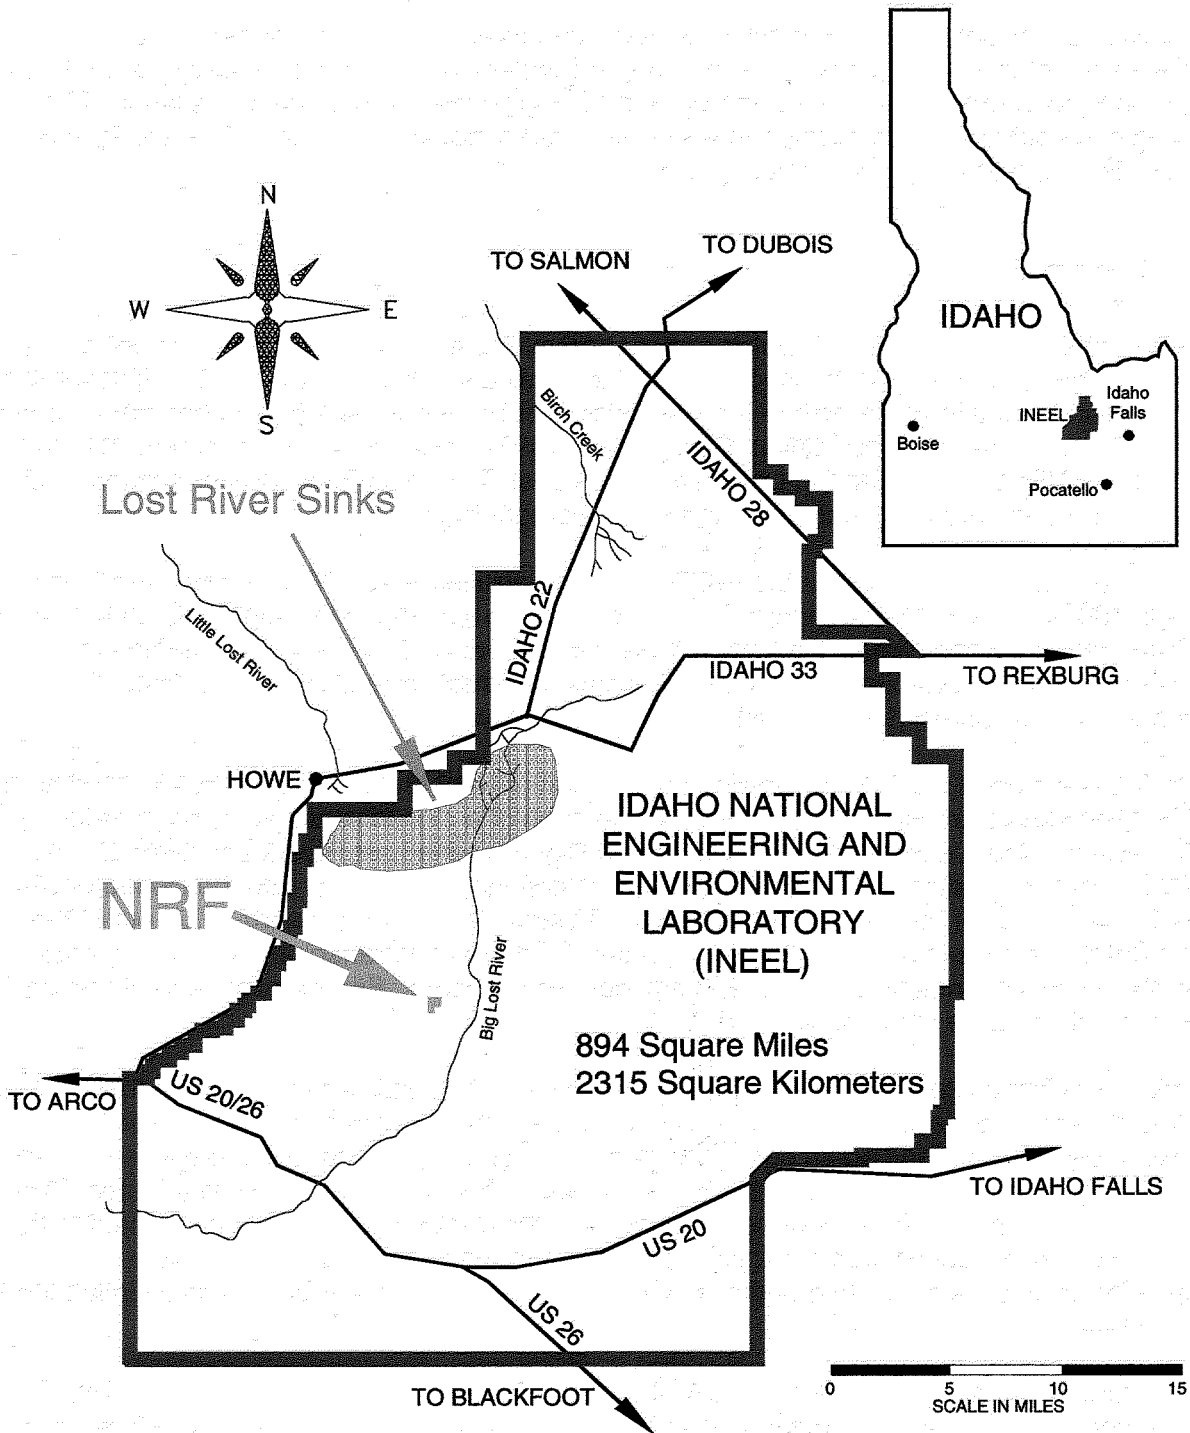 N
W
E
S
TO SALMON
TO DUBOIS
IDAHO
INEEL
Idaho
Falls
Boise
Pocatello
Birch Creek
IDAHO 28
Lost River Sinks
IDAHO 22
Little Lost River
IDAHO 33
TO REXBURG
HOWE
IDAHO NATIONAL
ENGINEERING AND
ENVIRONMENTAL
LABORATORY
(INEEL)
NRF
Big Lost River
894 Square Miles
2315 Square Kilometers
TO ARCO
US 20/26
TO IDAHO FALLS
US 20
US 26
TO BLACKFOOT
0
5
10
15
SCALE IN MILES